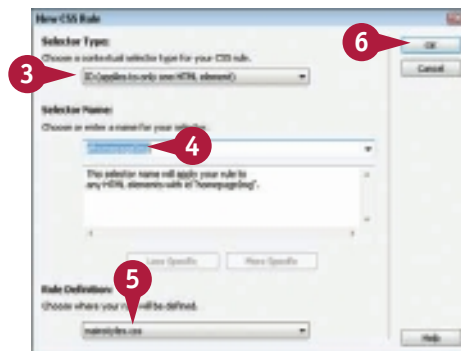 New CSS Rule
Selector Type:
Choose a contextual selector type for your CSS rule.
3
ID (applies to only one HTML element)
6
OK
Cancel
Selector Name:
Choose or enter a name for your selector.
4
This selector name will apply your rule to
any HTML elements with id "homepageimg".
Less Specific
More Specific
5
Rule Definition:
Choose where your rule will be defined.
mainstyles.css
Help